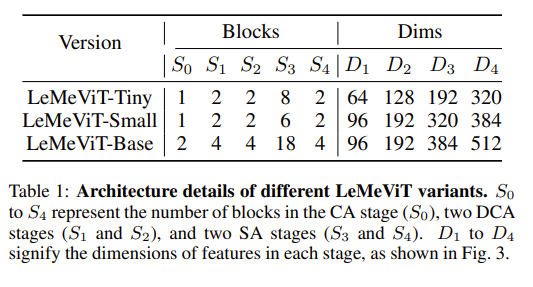 Version Blocks Dims
S0 S1 S2 S3 S4 D1 D2 D3 D4
LeMeViT-Tiny 1 2 2 8 2 64 128 192 320
LeMeViT-Small 1 2 2 6 2 96 192 320 384
LeMeViT-Base 2 4 4 18 4 96 192 384 512
Table 1: Architecture details of different LeMeViT variants. S0
to S4 represent the number of blocks in the CA stage (S0), two DCA
stages (S1 and S2), and two SA stages (S3 and S4). D1 to D4
signify the dimensions of features in each stage, as shown in Fig. 3.